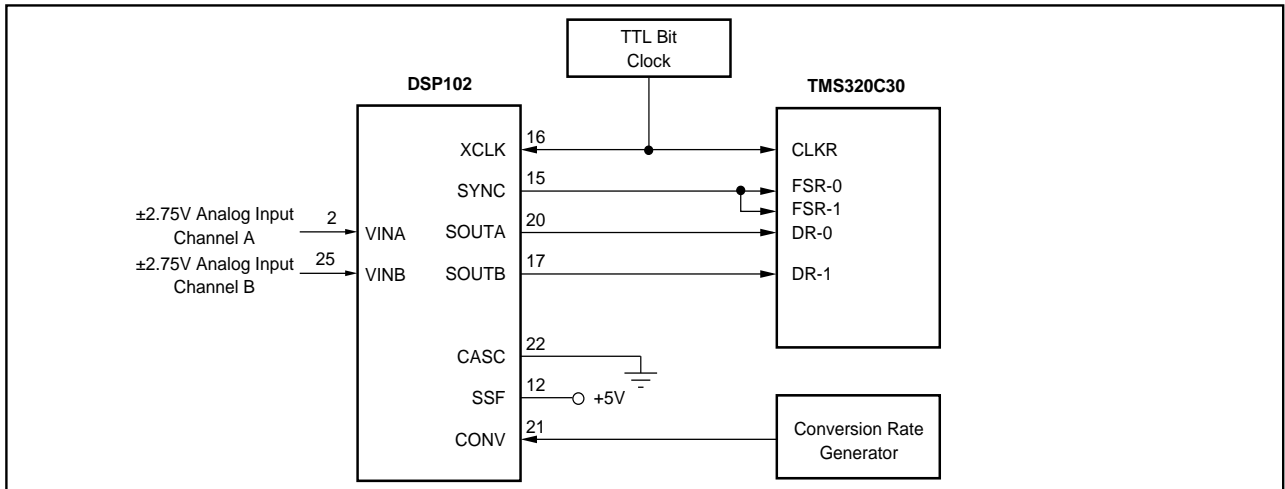 TTL Bit
Clock
DSP102
TMS320C30
XCLK
16
CLKR
SYNC
15
FSR-0
FSR-1
±2.75V Analog Input
Channel A
2
VINA
SOUTA
20
DR-0
±2.75V Analog Input
Channel B
25
VINB
SOUTB
17
DR-1
CASC
22
SSF
12
+5V
CONV
21
Conversion Rate
Generator